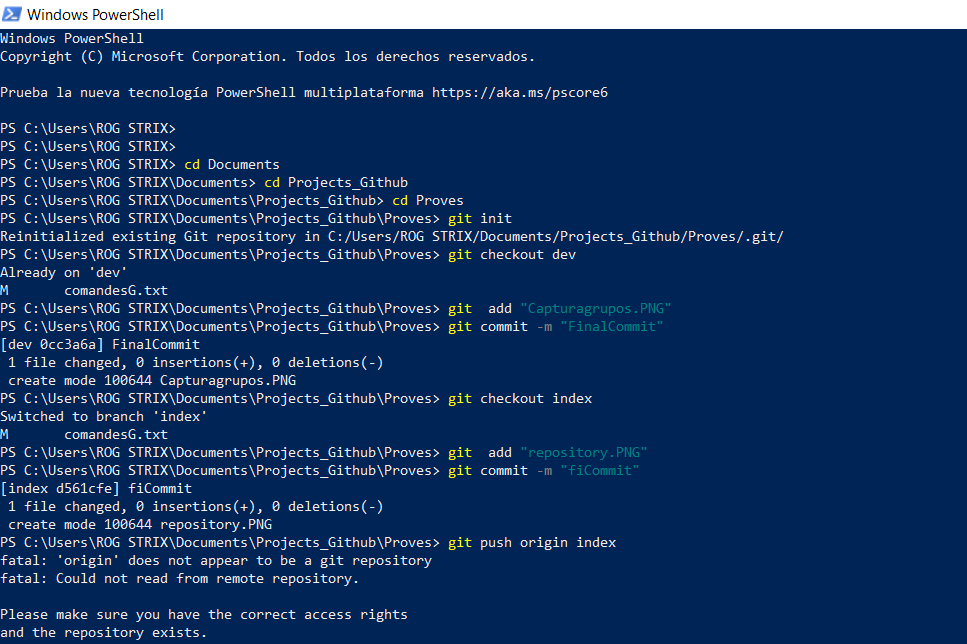 Windows PowerShell
Windows PowerShell
Copyright (C) Microsoft Corporation. Todos los derechos reservados.
Prueba la nueva tecnología PowerShell multiplataforma https://aka.ms/pscore6
PS C:\Users\ROG STRIX>
PS C:\Users\ROG STRIX>
PS C:\Users\ROG STRIX> cd Documents
PS C:\Users\ROG STRIX\Documents> cd Projects_Github
PS C:\Users\ROG STRIX\Documents\Projects_Github> cd Proves
PS C:\Users\ROG STRIX\Documents\Projects_Github\Proves> git init
Reinitialized existing Git repository in C:/Users/ROG STRIX/Documents/Projects_Github/Proves/.git/
PS C:\Users\ROG STRIX\Documents\Projects_Github\Proves> git checkout dev
Already on 'dev'
M       comandesG.txt
PS C:\Users\ROG STRIX\Documents\Projects_Github\Proves> git  add "Capturagrupos.PNG"
PS C:\Users\ROG STRIX\Documents\Projects_Github\Proves> git commit -m "FinalCommit"
[dev 0cc3a6a] FinalCommit
 1 file changed, 0 insertions(+), 0 deletions(-)
 create mode 100644 Capturagrupos.PNG
PS C:\Users\ROG STRIX\Documents\Projects_Github\Proves> git checkout index
Switched to branch 'index'
M       comandesG.txt
PS C:\Users\ROG STRIX\Documents\Projects_Github\Proves> git  add "repository.PNG"
PS C:\Users\ROG STRIX\Documents\Projects_Github\Proves> git commit -m "fiCommit"
[index d561cfe] fiCommit
 1 file changed, 0 insertions(+), 0 deletions(-)
 create mode 100644 repository.PNG
PS C:\Users\ROG STRIX\Documents\Projects_Github\Proves> git push origin index
fatal: 'origin' does not appear to be a git repository
fatal: Could not read from remote repository.
Please make sure you have the correct access rights
and the repository exists.